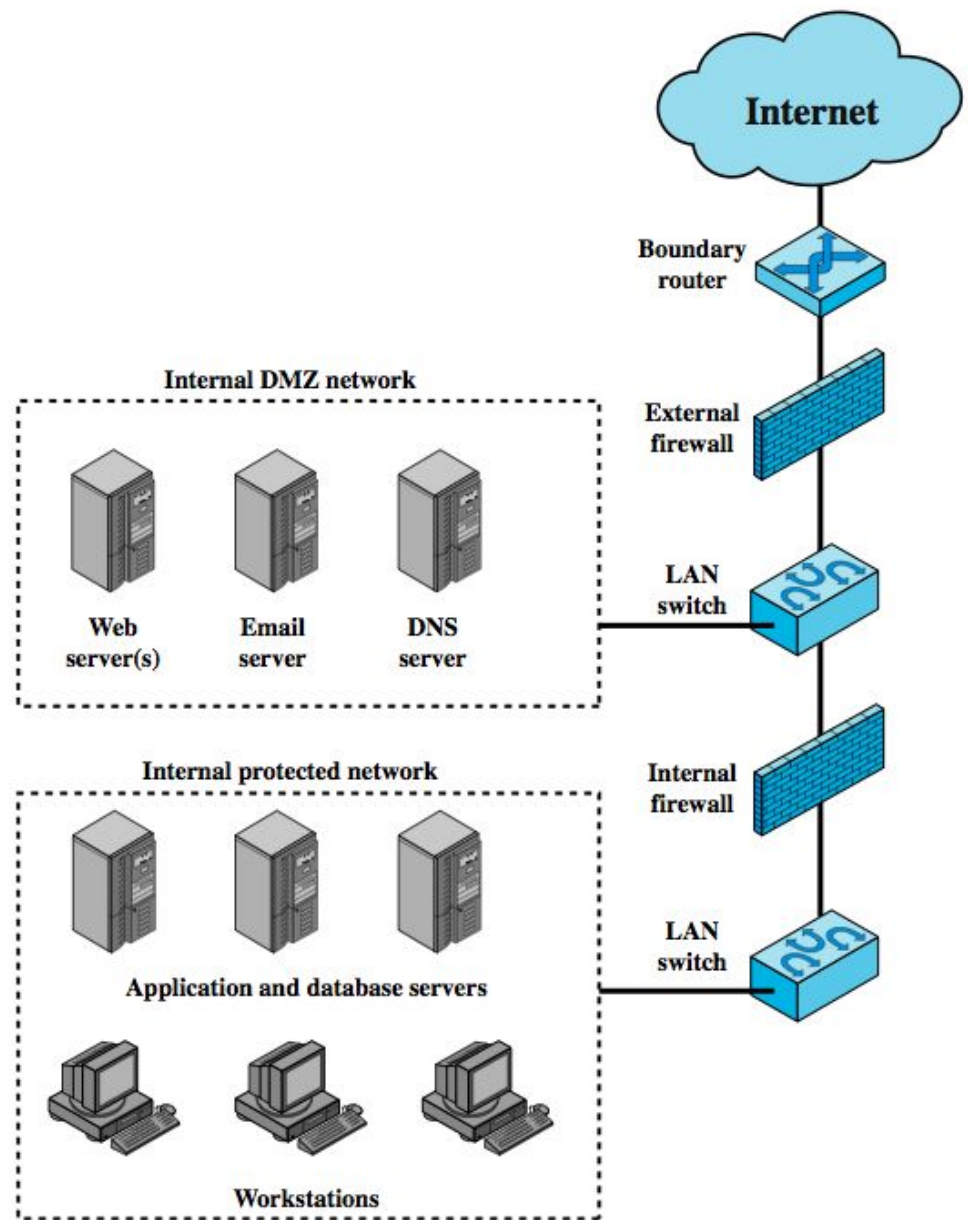 Internet
Boundary
router
Internal DMZ network
External
firewall
Web
server(s)
Email
server
DNS
server
LAN
switch
Internal protected network
Internal
firewall
Application and database servers
LAN
switch
Workstations